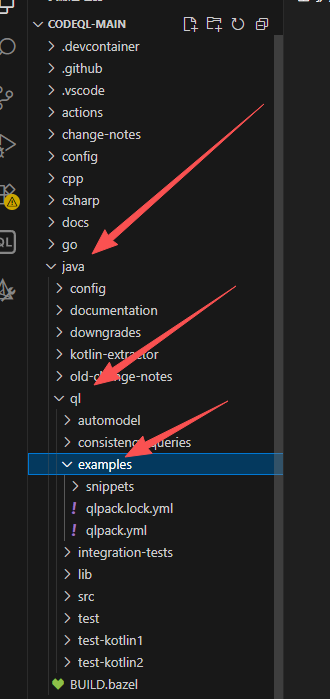 CODEQL-MAIN
.devcontainer
.github
.vscode
actions
change-notes
config
cpp
csharp
docs
go
java
config
documentation
downgrades
kotlin-extractor
old-change-notes
ql
automodel
consistency-queries
examples
snippets
! qlpack.lock.yml
! qlpack.yml
integration-tests
lib
src
test
test-kotlin1
test-kotlin2
BUILD.bazel
QL